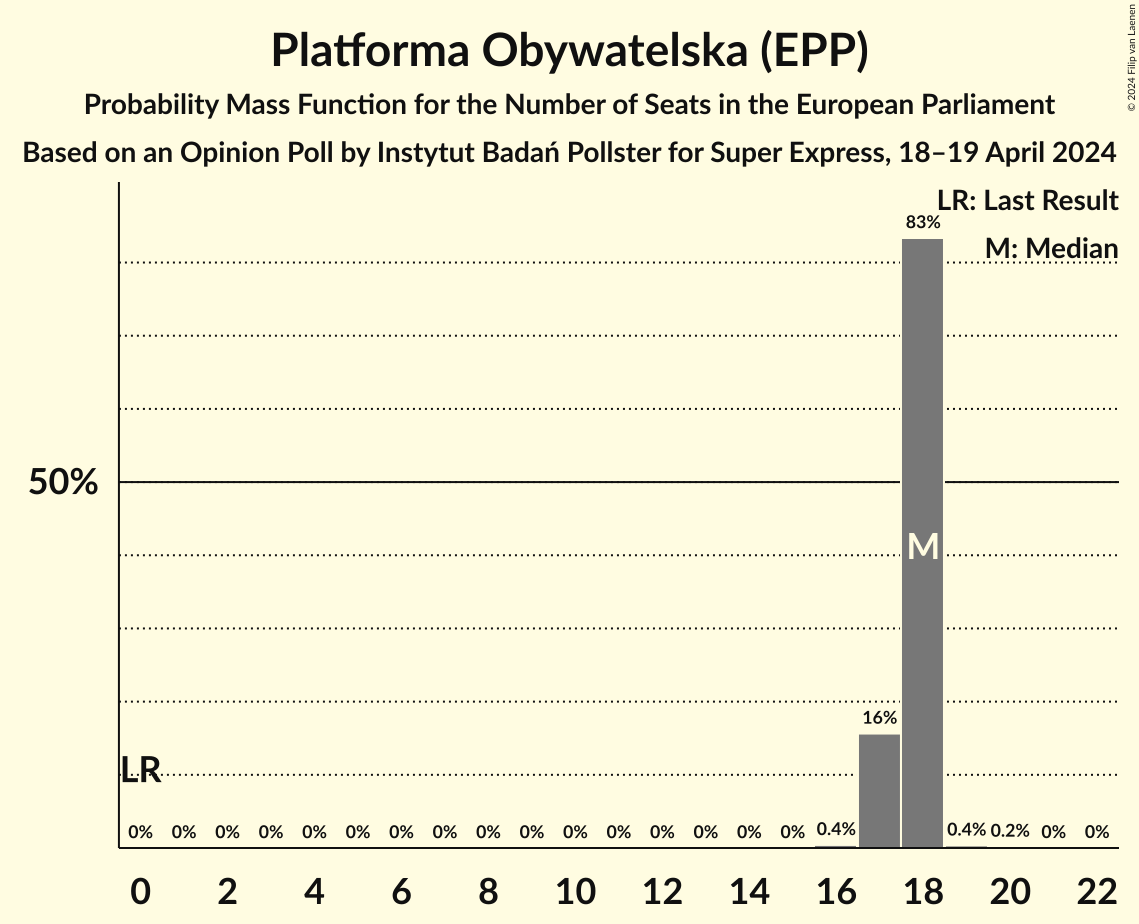 Platforma Obywatelska (EPP)
Probability Mass Function for the Number of Seats in the European Parliament
Based on an Opinion Poll by Instytut Badań Pollster for Super Express, 18–19 April 2024
© 2024 Filip van Laenen
LR: Last Result
83%
M: Median
50%
M
16%
LR
0% 0% 0% 0% 0% 0% 0% 0% 0% 0% 0% 0% 0% 0% 0% 0% 0.4% 0.4% 0.2% 0% 0%
0 2 4 6 8 10 12 14 16 18 20 22